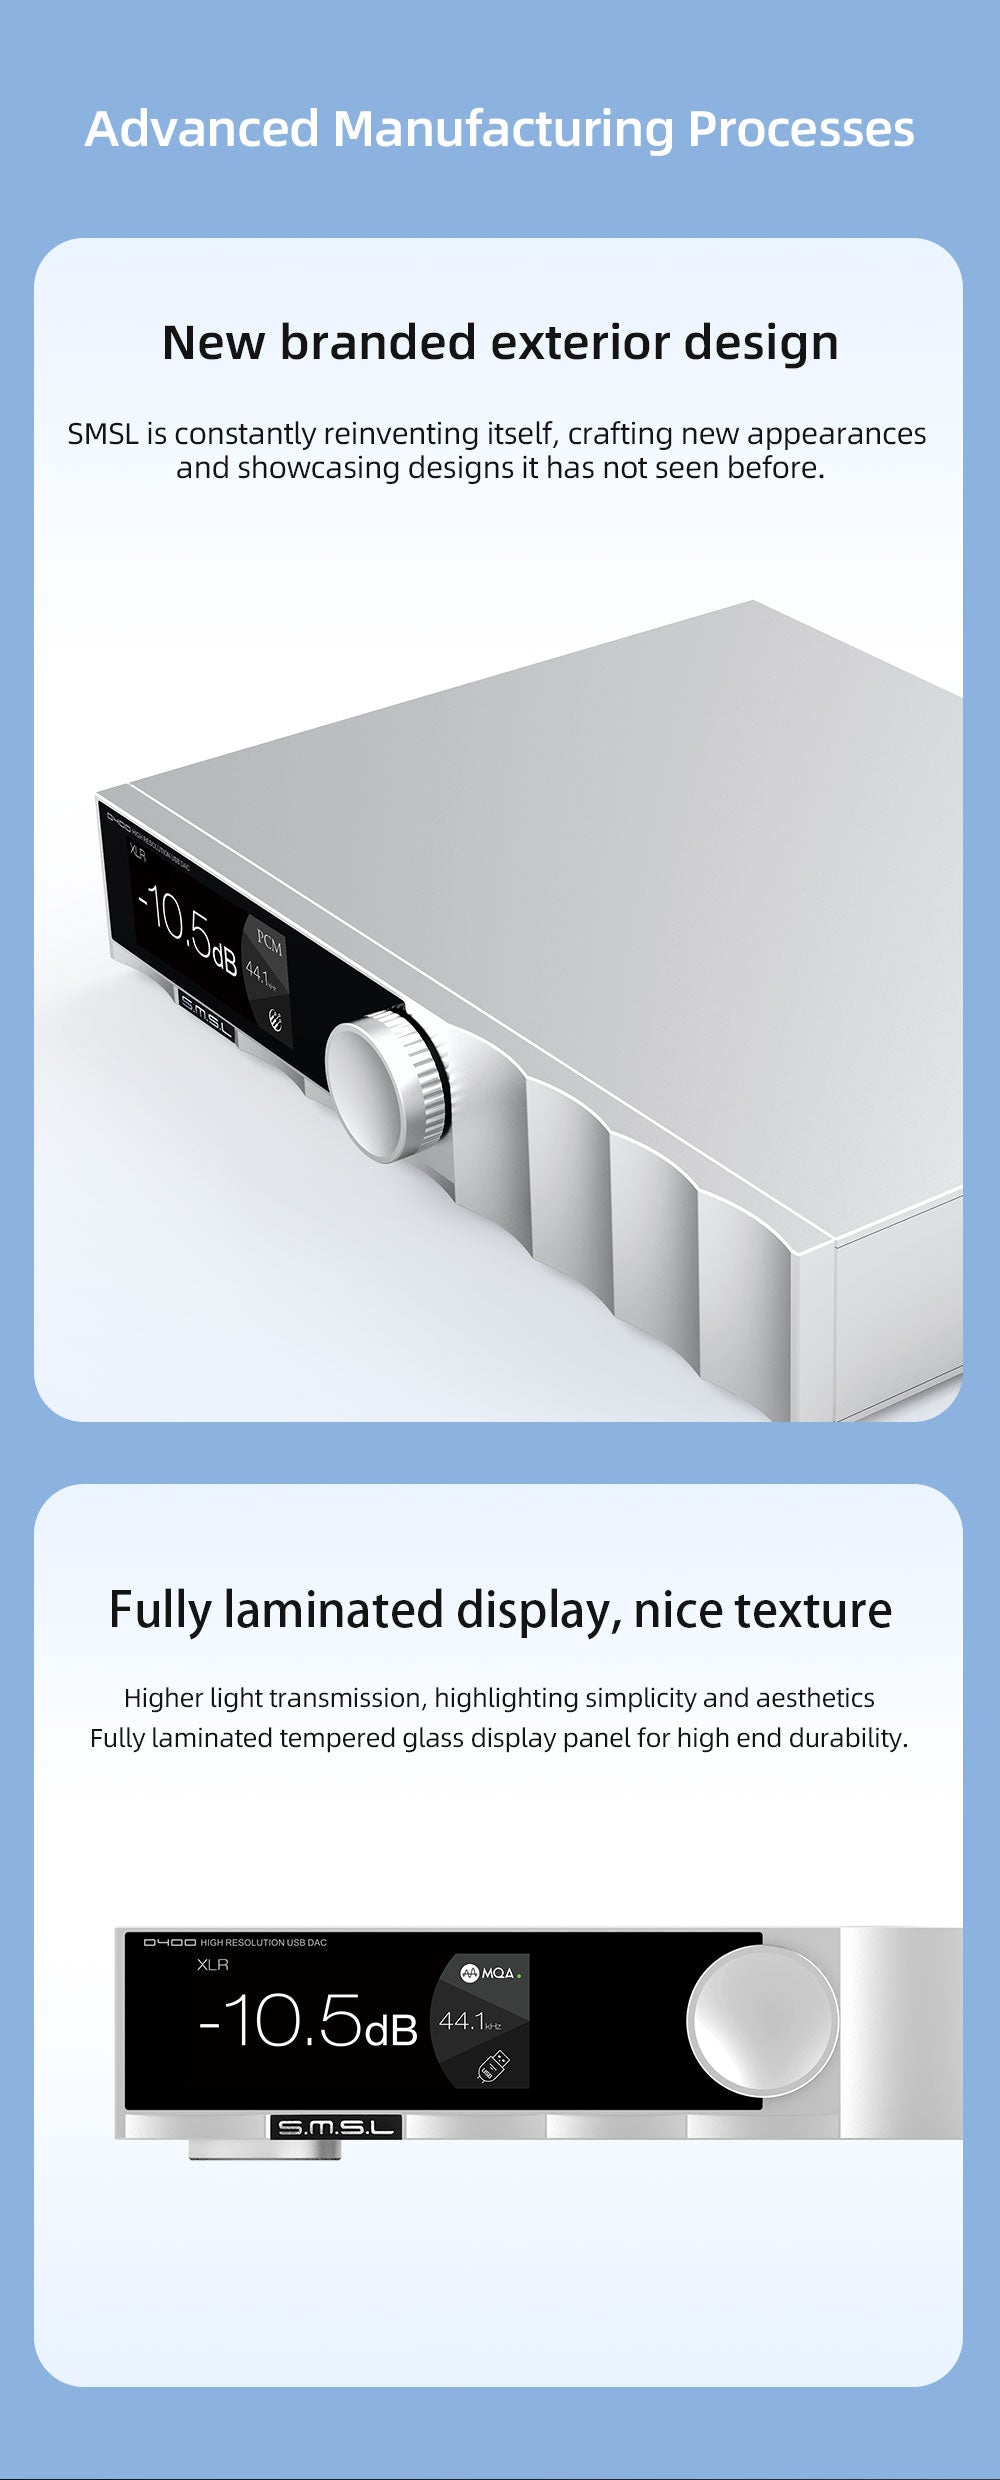 Advanced Manufacturing Processes
New branded exterior design
SMSL is constantly reinventing itself, crafting new appearances
and showcasing designs it has not seen before.
D400 HIGH RESOLUTION USB DAC
XLR
-10.5dB
PCM
44.1kHz
S.M.S.L
Fully laminated display, nice texture
Higher light transmission, highlighting simplicity and aesthetics
Fully laminated tempered glass display panel for high end durability.
D400 HIGH RESOLUTION USB DAC
XLR
MQA
-10.5dB
44.1kHz
USB
S.M.S.L